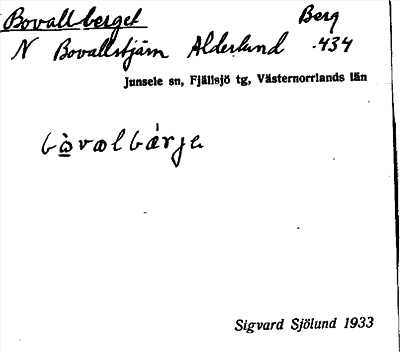 Bovallberget Berg
N Bovallstjärn Alderlund .434
Junsele sn, Fjällsjö tg, Västernorrlands län
Sigvard Sjölund 1933